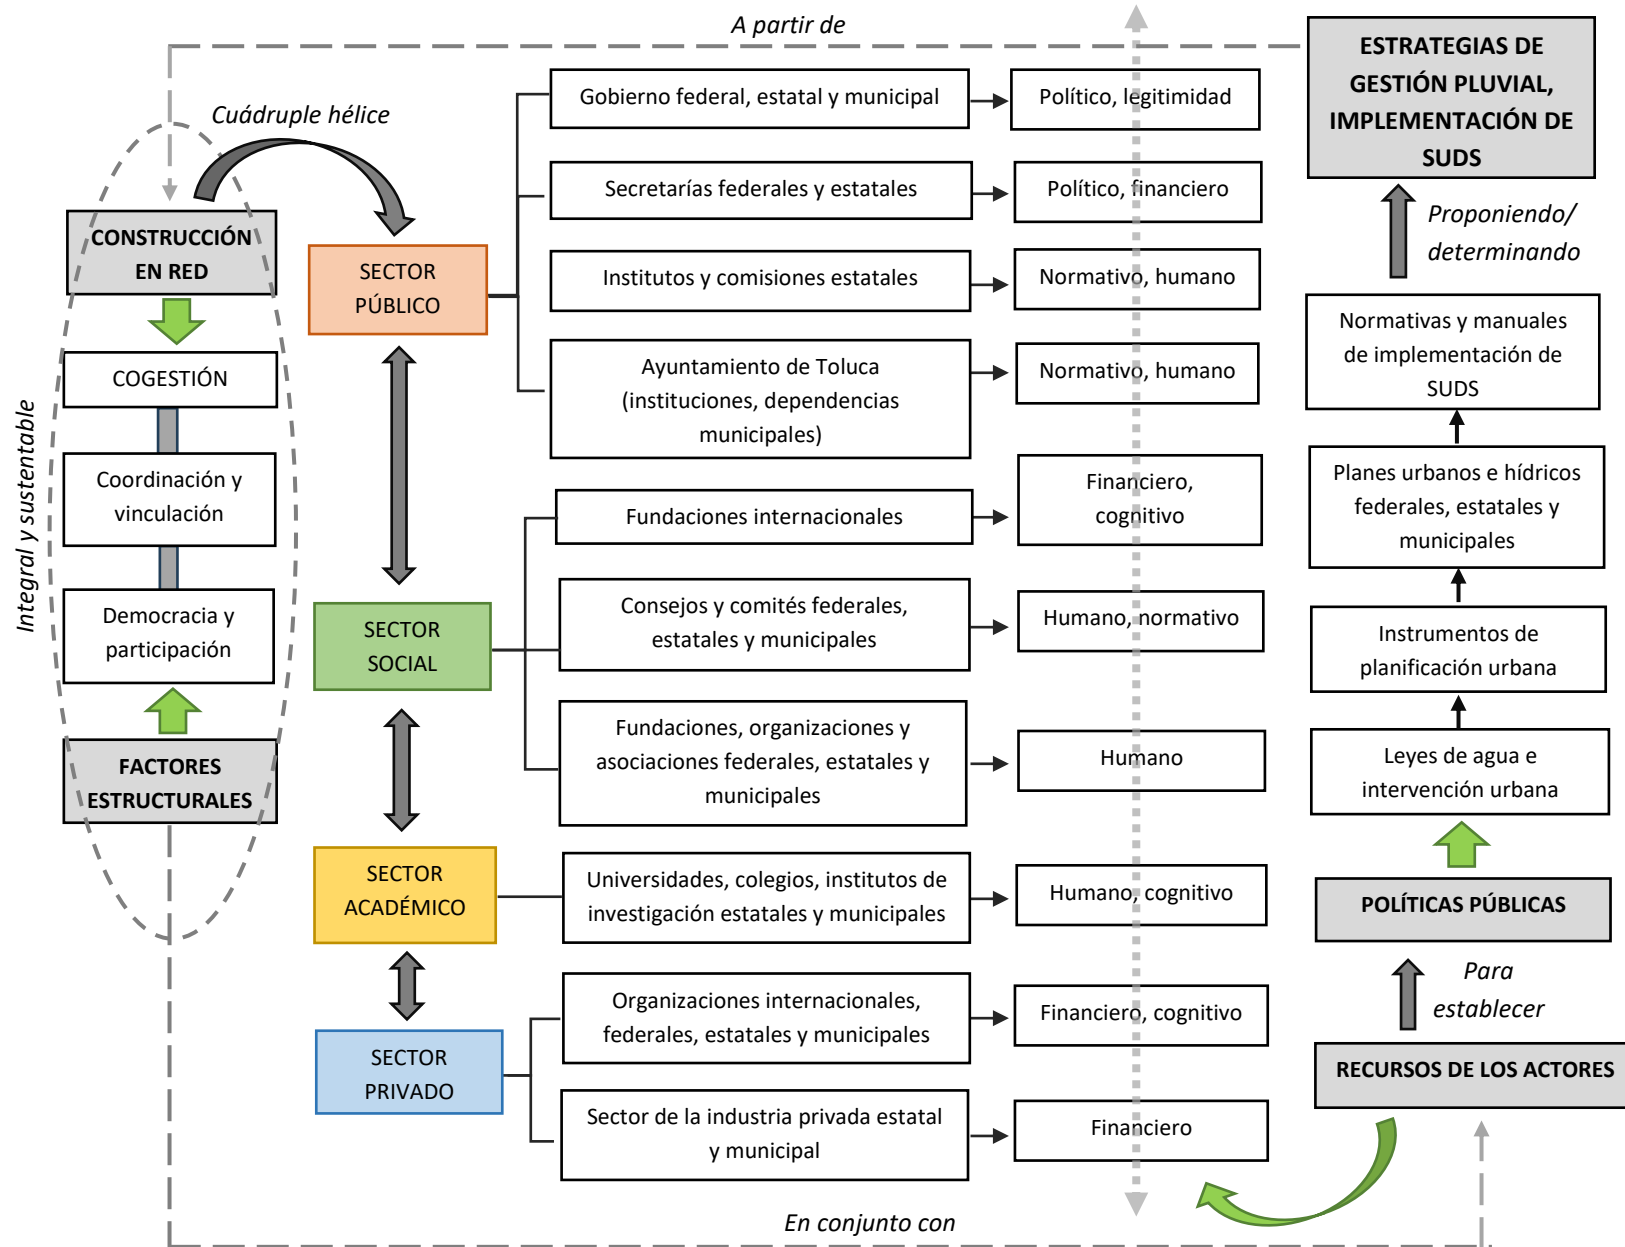 A partir de
ESTRATEGIAS DE
GESTIÓN PLUVIAL,
IMPLEMENTACIÓN DE
SUDS
Cuádruple hélice
Gobierno federal, estatal y municipal
Político, legitimidad
Secretarías federales y estatales
Político, financiero
Proponiendo/
determinando
CONSTRUCCIÓN
EN RED
SECTOR
PÚBLICO
Institutos y comisiones estatales
Normativo, humano
Normativas y manuales
de implementación de
SUDS
COGESTIÓN
Ayuntamiento de Toluca
(instituciones, dependencias
municipales)
Normativo, humano
Integral y sustentable
Coordinación y
vinculación
Fundaciones internacionales
Financiero,
cognitivo
Planes urbanos e hídricos
federales, estatales y
municipales
Democracia y
participación
SECTOR
SOCIAL
Consejos y comités federales,
estatales y municipales
Humano, normativo
Instrumentos de
planificación urbana
FACTORES
ESTRUCTURALES
Fundaciones, organizaciones y
asociaciones federales, estatales y
municipales
Humano
Leyes de agua e
intervención urbana
SECTOR
ACADÉMICO
Universidades, colegios, institutos de
investigación estatales y municipales
Humano, cognitivo
POLÍTICAS PÚBLICAS
Para
establecer
SECTOR
PRIVADO
Organizaciones internacionales,
federales, estatales y municipales
Financiero, cognitivo
RECURSOS DE LOS ACTORES
Sector de la industria privada estatal
y municipal
Financiero
En conjunto con